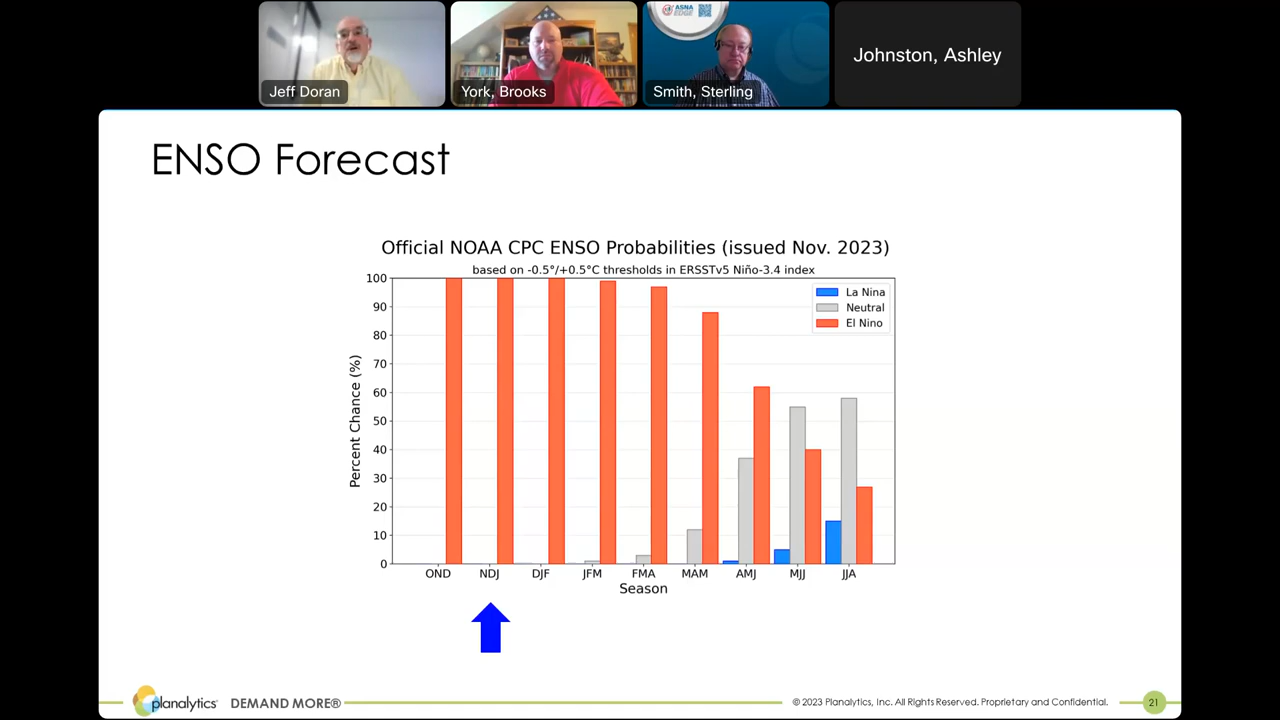 ASNA
EDGE
Jeff Doran
York, Brooks
Smith, Sterling
Johnston, Ashley
ENSO Forecast
Official NOAA CPC ENSO Probabilities (issued Nov. 2023)
based on -0.5°/+0.5°C thresholds in ERSSTv5 Niño-3.4 index
La Nina
Neutral
El Nino
Percent Chance (%)
100
90
80
70
60
50
40
30
20
10
0
OND NDJ DJF JFM FMA MAM AMJ MJJ JJA
Season
planalytics DEMAND MORE® © 2023 Planalytics, Inc. All Rights Reserved. Proprietary and Confidential. 21